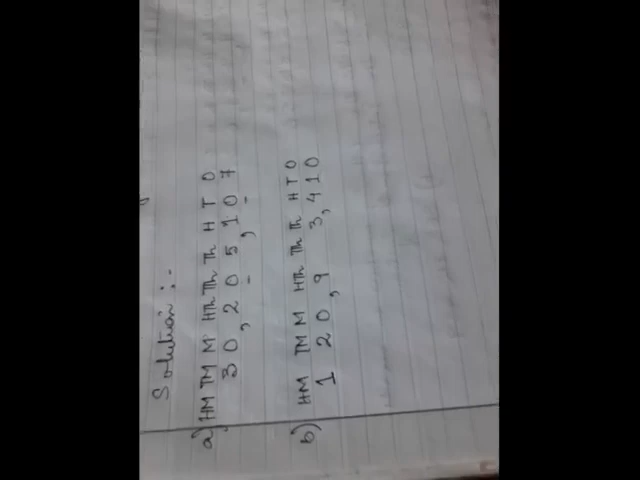 Solution :-
a) HM TM M HTh TTh Th H T O
3 0 , 2 0 5 , 1 0 7
b) HM TM M HTh TTh Th H T O
1 2 0 , 9 3 , 4 1 0